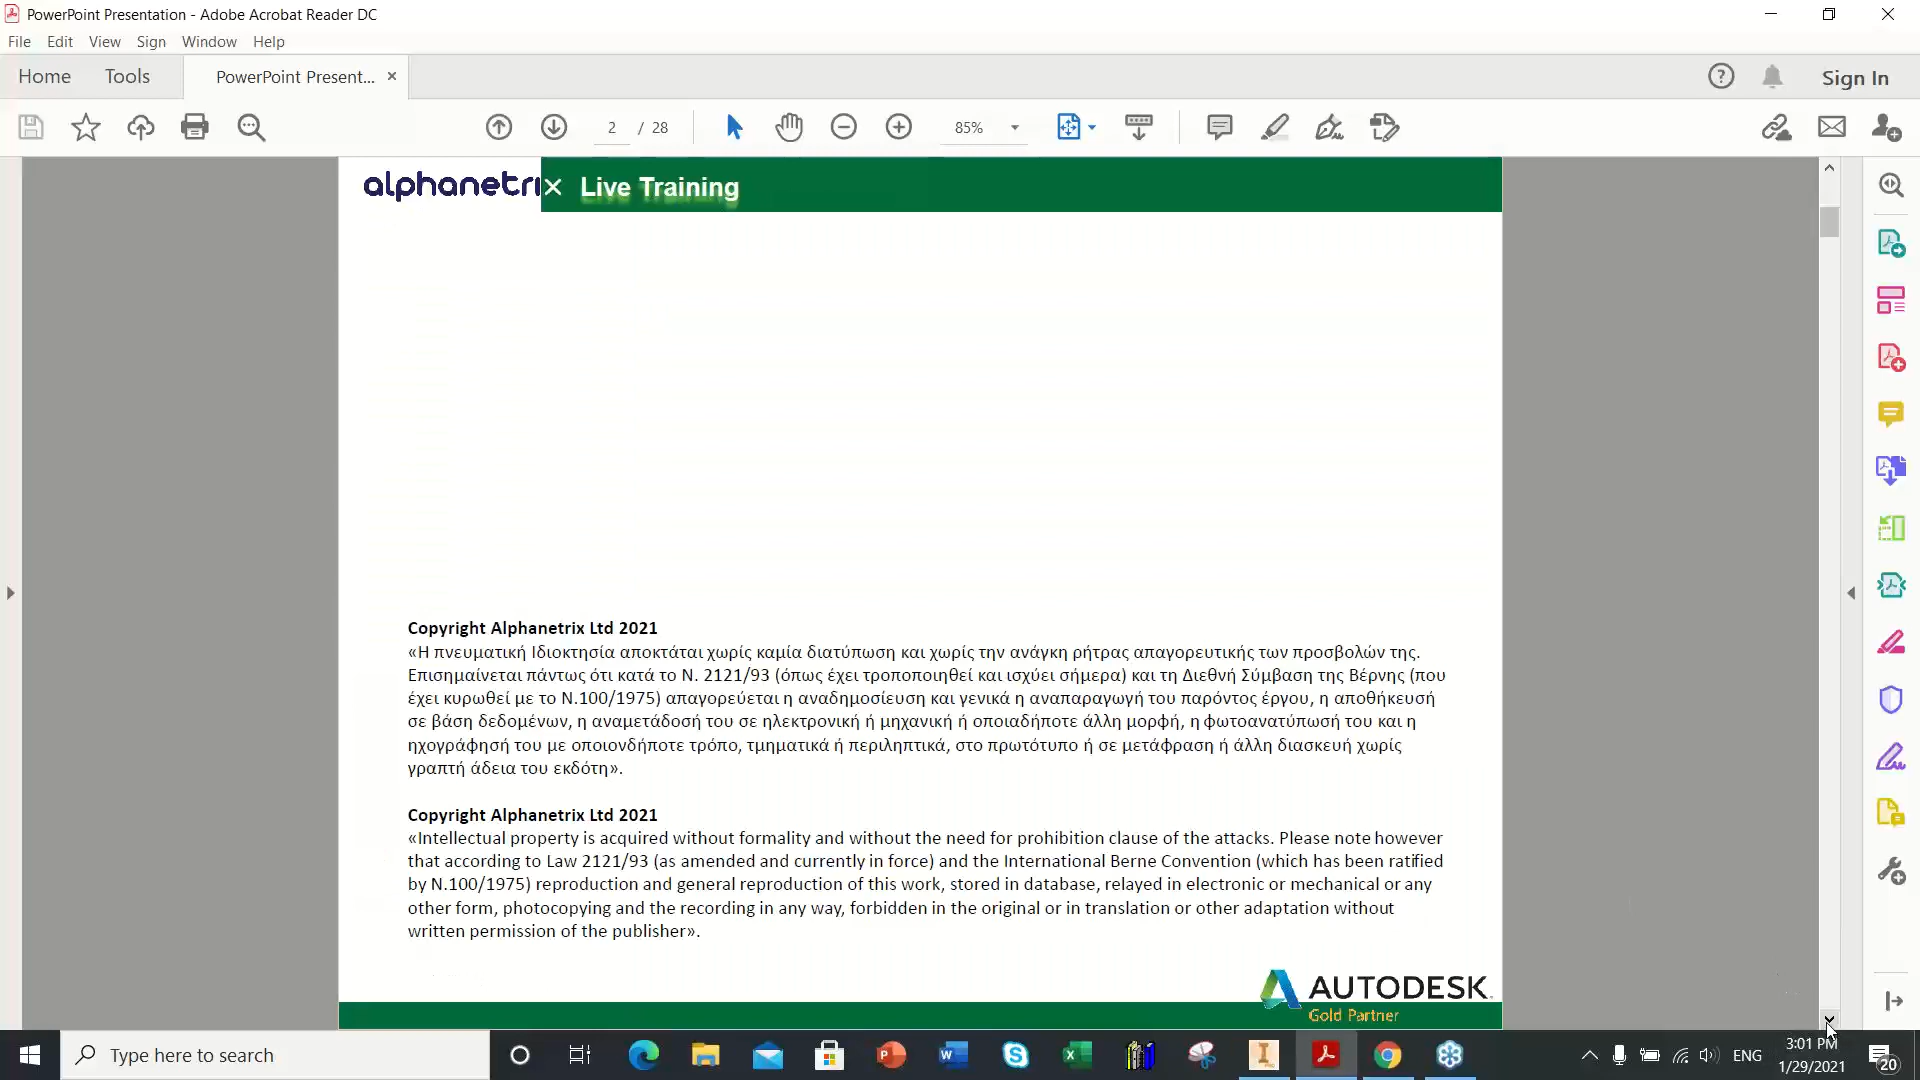 PowerPoint Presentation - Adobe Acrobat Reader DC
File Edit View Sign Window Help
Home Tools PowerPoint Present... Sign In
2 / 28 85%
alphanetrix Live Training
Copyright Alphanetrix Ltd 2021
«Η πνευματική Ιδιοκτησία αποκτάται χωρίς καμία διατύπωση και χωρίς την ανάγκη ρήτρας απαγορευτικής των προσβολών της.
Επισημαίνεται πάντως ότι κατά το Ν. 2121/93 (όπως έχει τροποποιηθεί και ισχύει σήμερα) και τη Διεθνή Σύμβαση της Βέρνης (που
έχει κυρωθεί με το Ν.100/1975) απαγορεύεται η αναδημοσίευση και γενικά η αναπαραγωγή του παρόντος έργου, η αποθήκευσή
σε βάση δεδομένων, η αναμετάδοσή του σε ηλεκτρονική ή μηχανική ή οποιαδήποτε άλλη μορφή, η φωτοανατύπωσή του και η
ηχογράφησή του με οποιονδήποτε τρόπο, τμηματικά ή περιληπτικά, στο πρωτότυπο ή σε μετάφραση ή άλλη διασκευή χωρίς
γραπτή άδεια του εκδότη».
Copyright Alphanetrix Ltd 2021
«Intellectual property is acquired without formality and without the need for prohibition clause of the attacks. Please note however
that according to Law 2121/93 (as amended and currently in force) and the International Berne Convention (which has been ratified
by N.100/1975) reproduction and general reproduction of this work, stored in database, relayed in electronic or mechanical or any
other form, photocopying and the recording in any way, forbidden in the original or in translation or other adaptation without
written permission of the publisher».
AUTODESK
Gold Partner
Type here to search
ENG
3:01 PM
1/29/2021
20